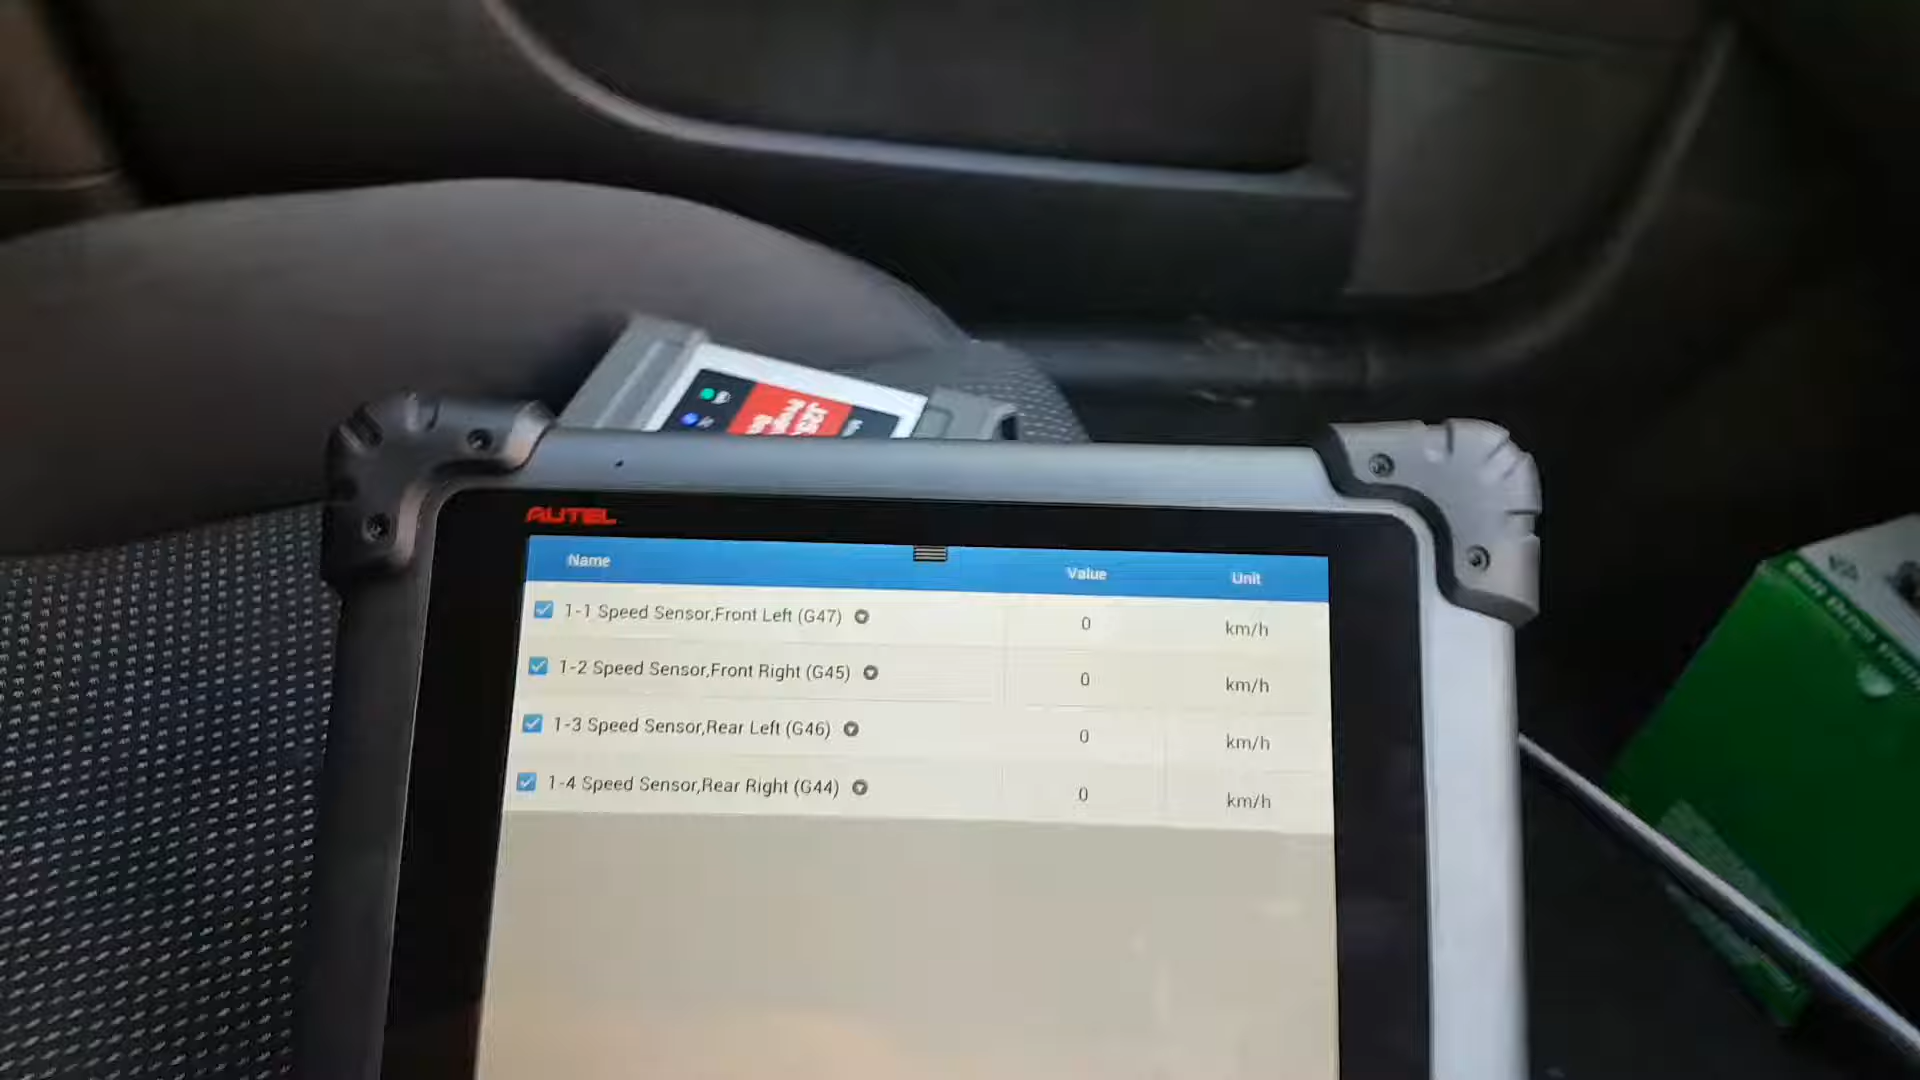 AUTEL
Name Value Unit
1-1 Speed Sensor,Front Left (G47) 0 km/h
1-2 Speed Sensor,Front Right (G45) 0 km/h
1-3 Speed Sensor,Rear Left (G46) 0 km/h
1-4 Speed Sensor,Rear Right (G44) 0 km/h